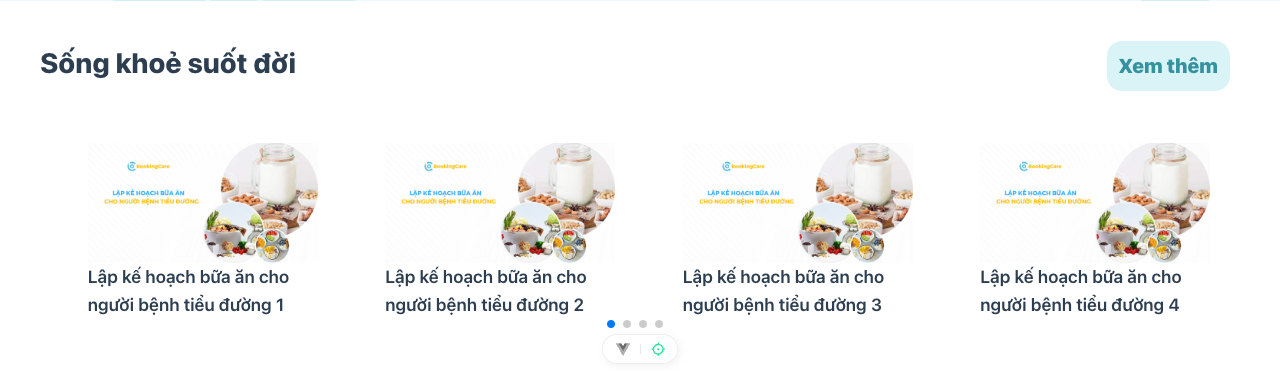 Sống khoẻ suốt đời
Xem thêm
BookingCare
LẬP KẾ HOẠCH BỮA ĂN
CHO NGƯỜI BỆNH TIỂU ĐƯỜNG
BookingCare
LẬP KẾ HOẠCH BỮA ĂN
CHO NGƯỜI BỆNH TIỂU ĐƯỜNG
BookingCare
LẬP KẾ HOẠCH BỮA ĂN
CHO NGƯỜI BỆNH TIỂU ĐƯỜNG
BookingCare
LẬP KẾ HOẠCH BỮA ĂN
CHO NGƯỜI BỆNH TIỂU ĐƯỜNG
Lập kế hoạch bữa ăn cho
người bệnh tiểu đường 1
Lập kế hoạch bữa ăn cho
người bệnh tiểu đường 2
Lập kế hoạch bữa ăn cho
người bệnh tiểu đường 3
Lập kế hoạch bữa ăn cho
người bệnh tiểu đường 4